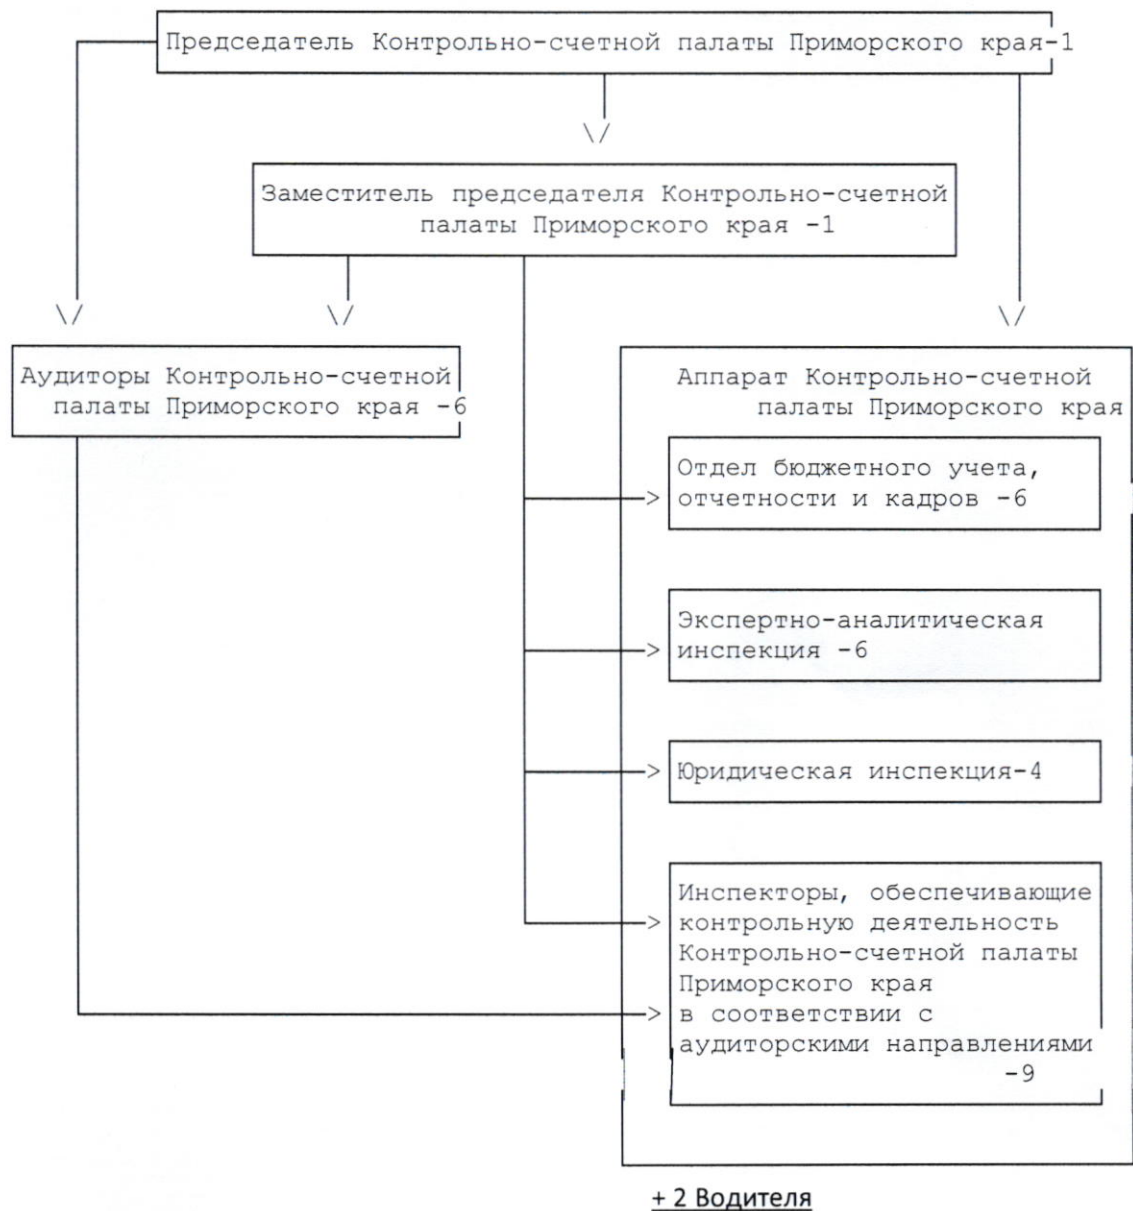 Председатель Контрольно-счетной палаты Приморского края-1
Заместитель председателя Контрольно-счетной
палаты Приморского края -1
Аудиторы Контрольно-счетной
палаты Приморского края -6
Аппарат Контрольно-счетной
палаты Приморского края
Отдел бюджетного учета,
отчетности и кадров -6
Экспертно-аналитическая
инспекция -6
Юридическая инспекция-4
Инспекторы, обеспечивающие
контрольную деятельность
Контрольно-счетной палаты
Приморского края
в соответствии с
аудиторскими направлениями
-9
+ 2 Водителя